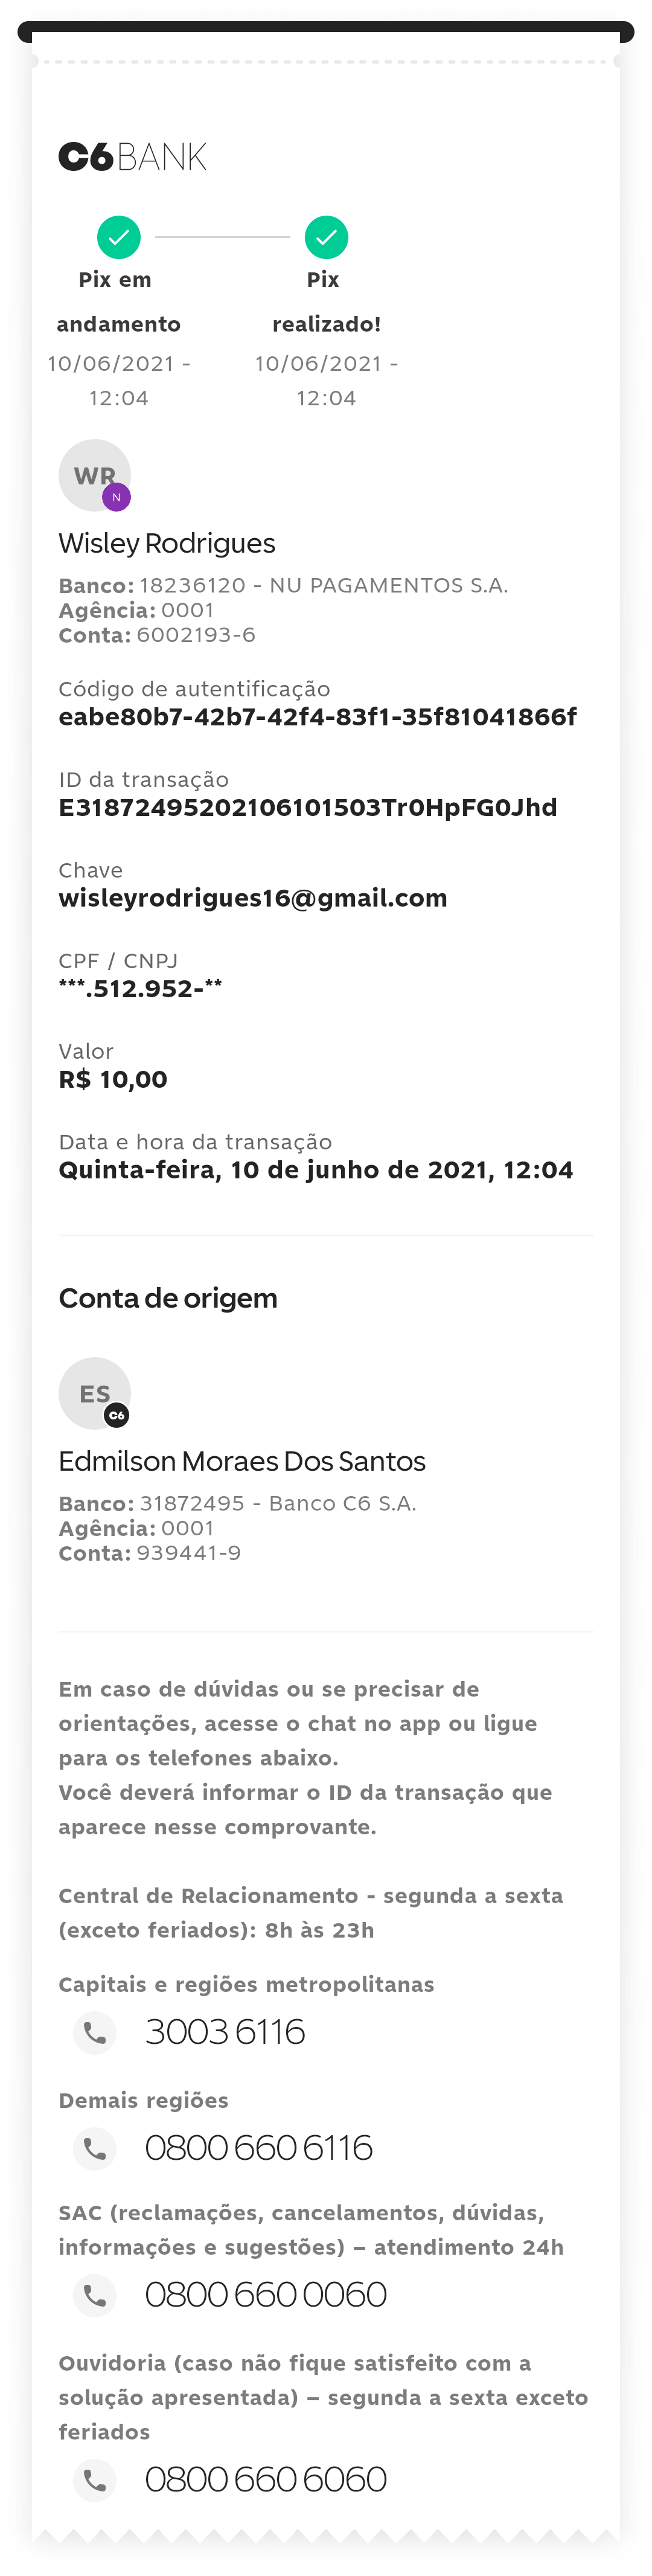 C6BANK
Pix em
andamento
10/06/2021 -
12:04
Pix
realizado!
10/06/2021 -
12:04
WR
N
Wisley Rodrigues
Banco: 18236120 - NU PAGAMENTOS S.A.
Agência: 0001
Conta: 6002193-6
Código de autentificação
eabe80b7-42b7-42f4-83f1-35f81041866f
ID da transação
E31872495202106101503Tr0HpFG0Jhd
Chave
wisleyrodrigues16@gmail.com
CPF / CNPJ
***.512.952-**
Valor
R$ 10,00
Data e hora da transação
Quinta-feira, 10 de junho de 2021, 12:04
Conta de origem
ES
C6
Edmilson Moraes Dos Santos
Banco: 31872495 - Banco C6 S.A.
Agência: 0001
Conta: 939441-9
Em caso de dúvidas ou se precisar de
orientações, acesse o chat no app ou ligue
para os telefones abaixo.
Você deverá informar o ID da transação que
aparece nesse comprovante.
Central de Relacionamento - segunda a sexta
(exceto feriados): 8h às 23h
Capitais e regiões metropolitanas
3003 6116
Demais regiões
0800 660 6116
SAC (reclamações, cancelamentos, dúvidas,
informações e sugestões) – atendimento 24h
0800 660 0060
Ouvidoria (caso não fique satisfeito com a
solução apresentada) – segunda a sexta exceto
feriados
0800 660 6060